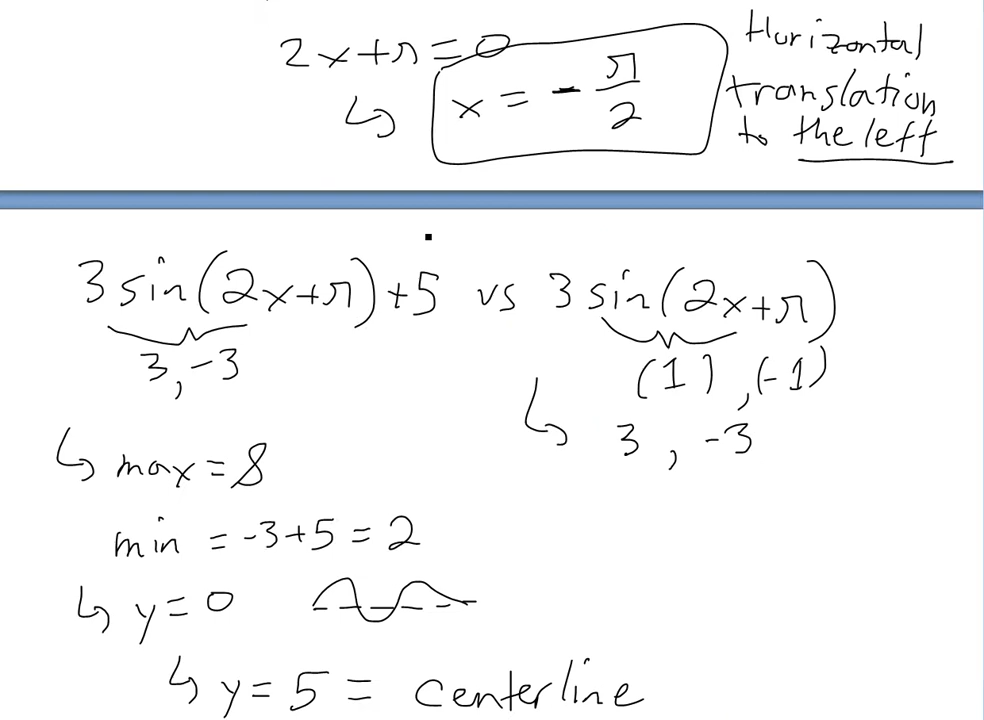 2x+π=0
↳ x = - π/2
Horizontal
translation
to the left
3 sin(2x+π)+5 vs 3 sin(2x+π)
3, -3
(1), (-1)
↳ 3, -3
↳ max = 8
min = -3+5 = 2
↳ y = 0
↳ y = 5 = centerline